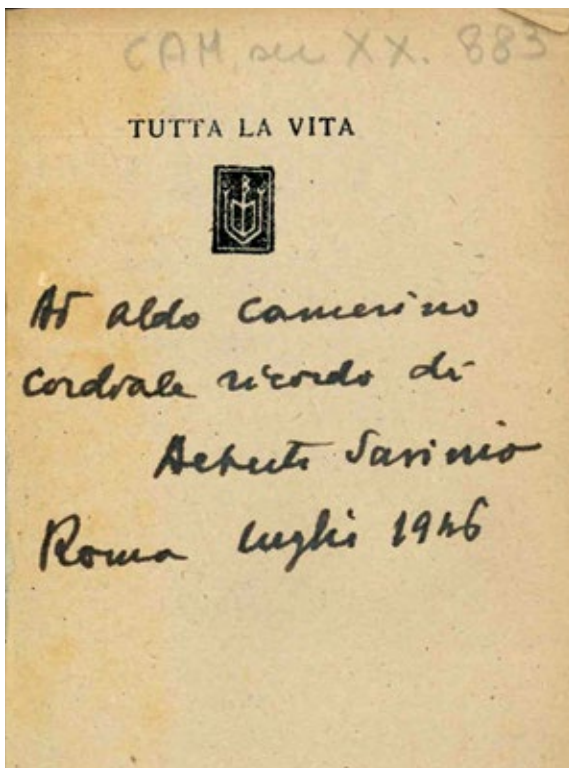 CAM. sec XX. 883
TUTTA LA VITA
Ad Aldo Camerino
cordiale ricordo di
Alberto Savinio
Roma luglio 1946